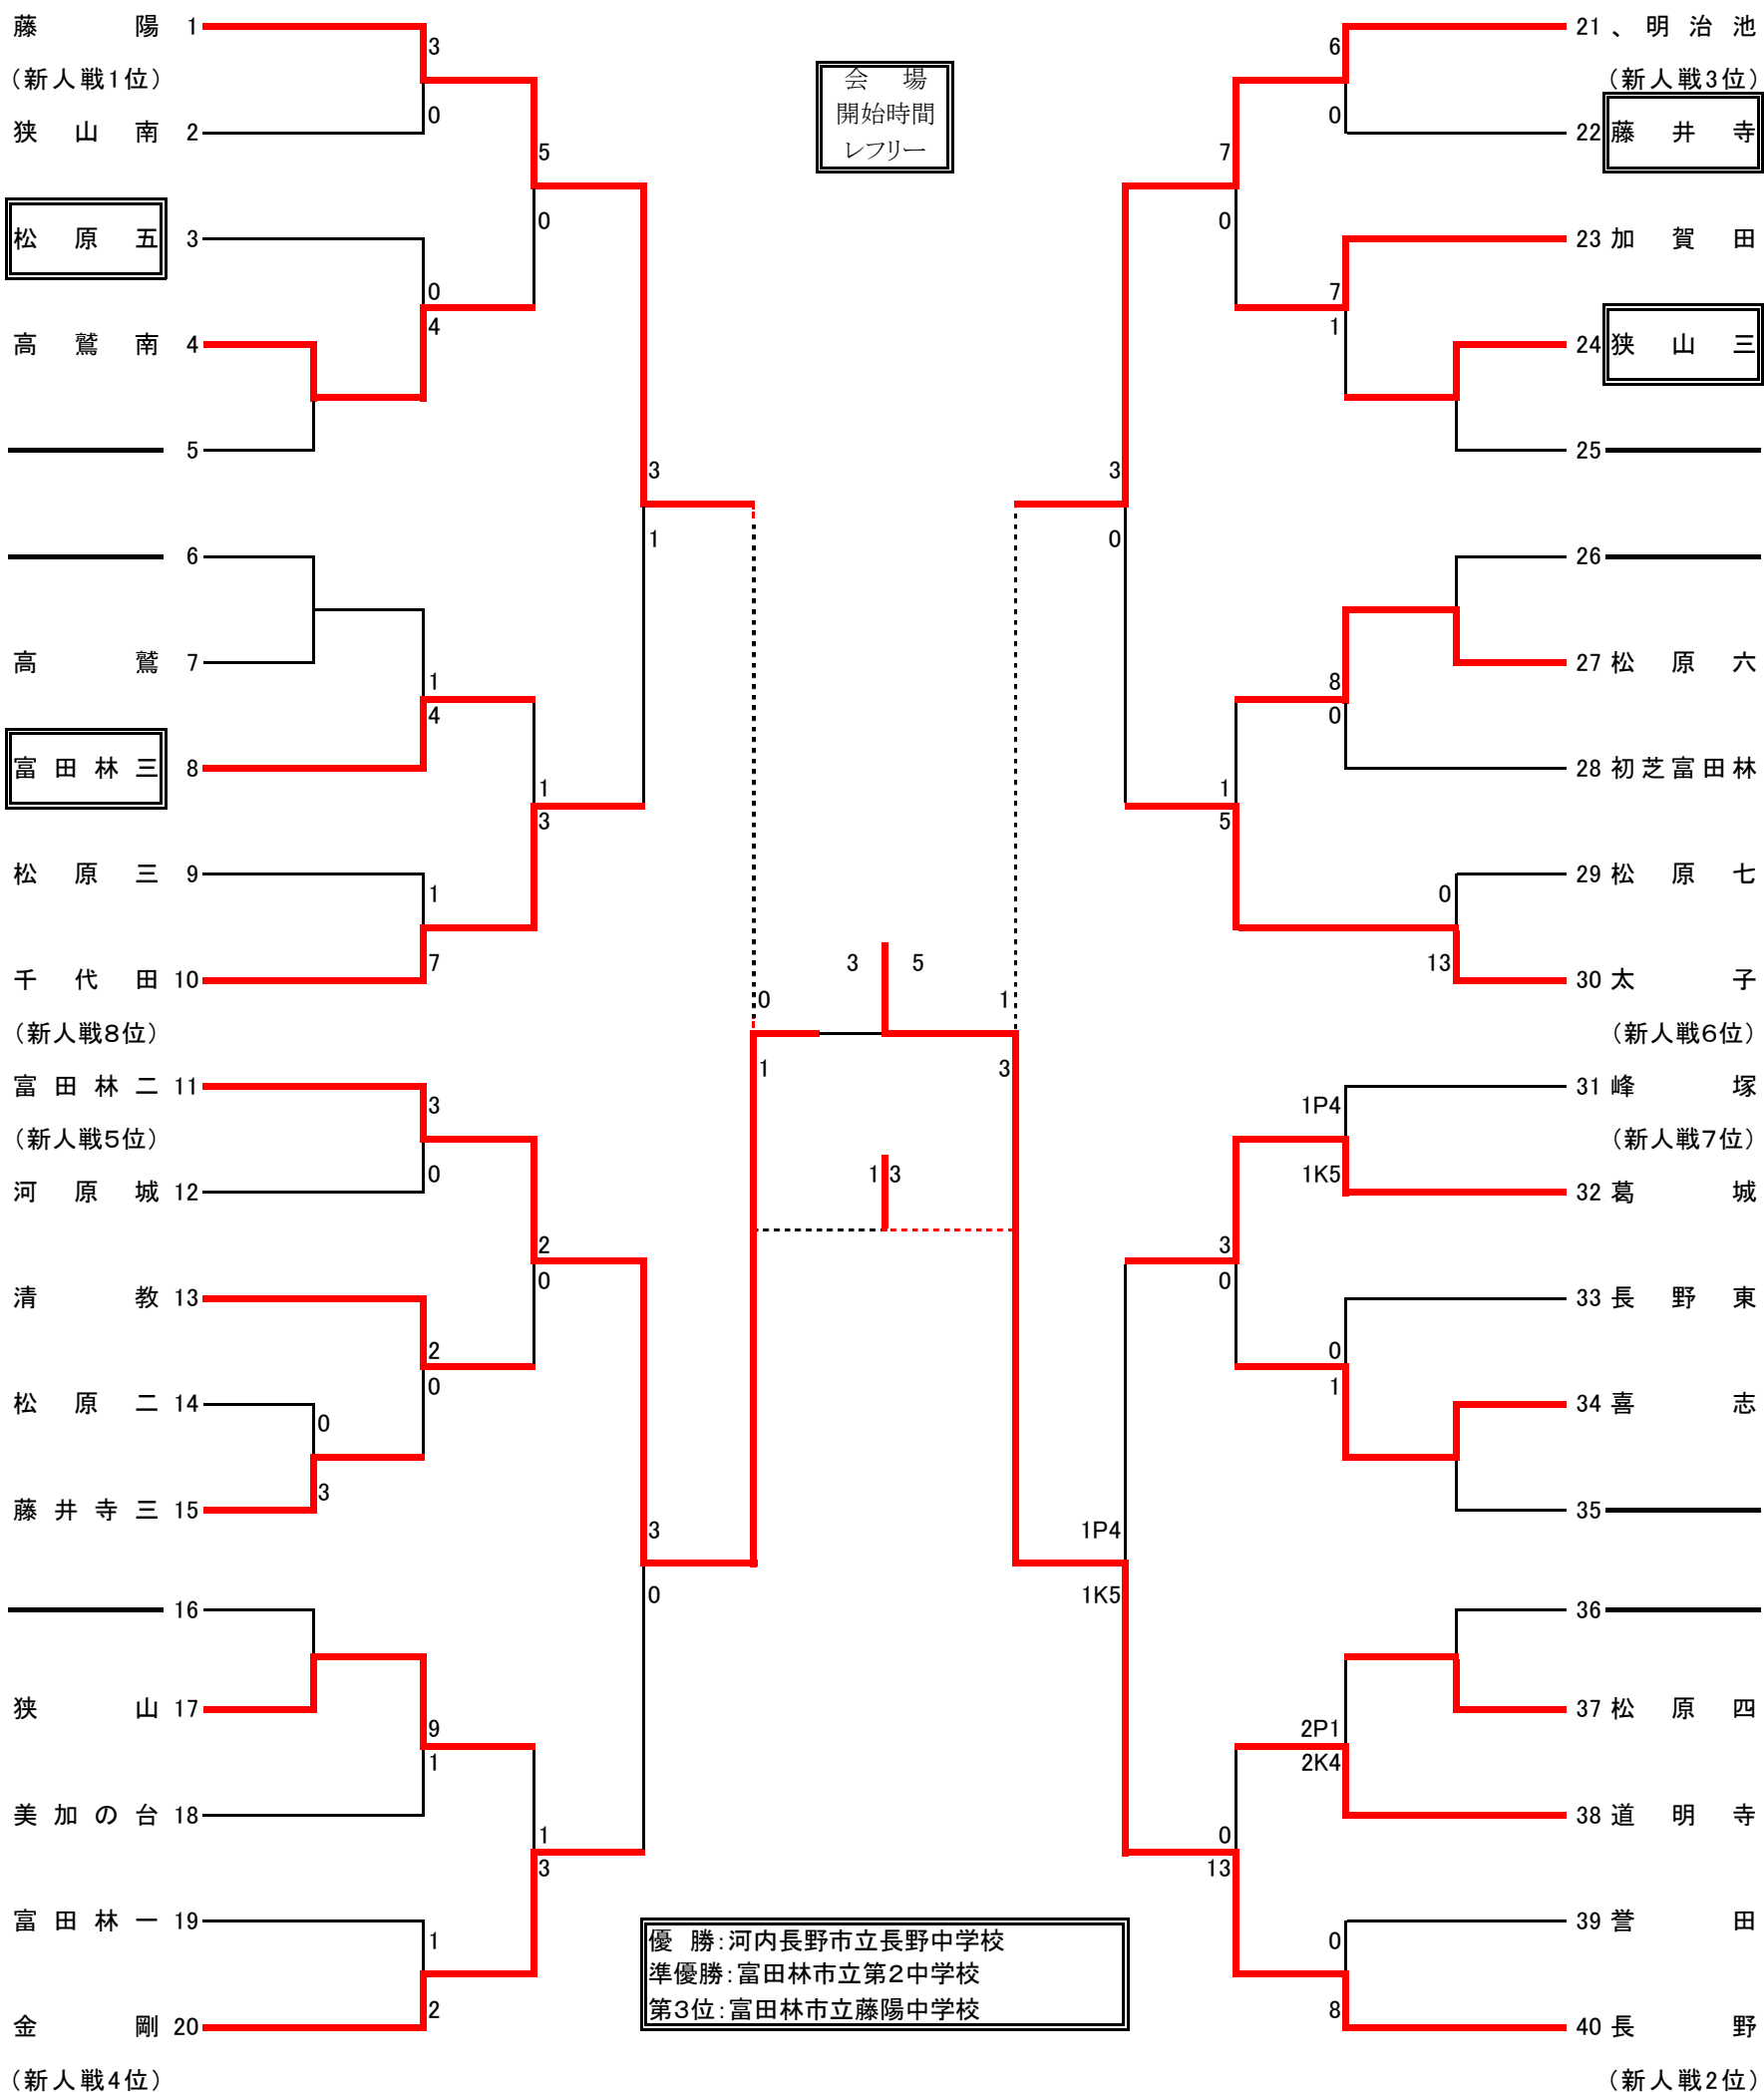 藤陽 1
3
(新人戦1位)
0
狭山南 2
5
0
松原五 3
0
4
高鷲南 4
5
3
1
6
高鷲 7
1
4
富田林三 8
1
3
松原三 9
1
7
千代田 10
(新人戦8位)
富田林二 11
3
(新人戦5位)
0
河原城 12
2
0
清教 13
2
0
松原二 14
0
3
藤井寺三 15
3
0
16
狭山 17
9
1
美加の台 18
1
3
富田林一 19
1
2
金剛 20
(新人戦4位)
会場
開始時間
レフリー
3 5
0
1
1
3
1 3
優勝:河内長野市立長野中学校
準優勝:富田林市立第2中学校
第3位:富田林市立藤陽中学校
21 、明治池
6
(新人戦3位)
0
22 藤井寺
7
0
23 加賀田
7
1
24 狭山三
25
3
0
26
27 松原六
8
0
28 初芝富田林
1
5
29 松原七
0
13
30 太子
(新人戦6位)
31 峰塚
1P4
(新人戦7位)
1K5
32 葛城
3
0
33 長野東
0
1
34 喜志
35
1P4
1K5
36
37 松原四
2P1
2K4
38 道明寺
0
13
39 誉田
0
8
40 長野
(新人戦2位)